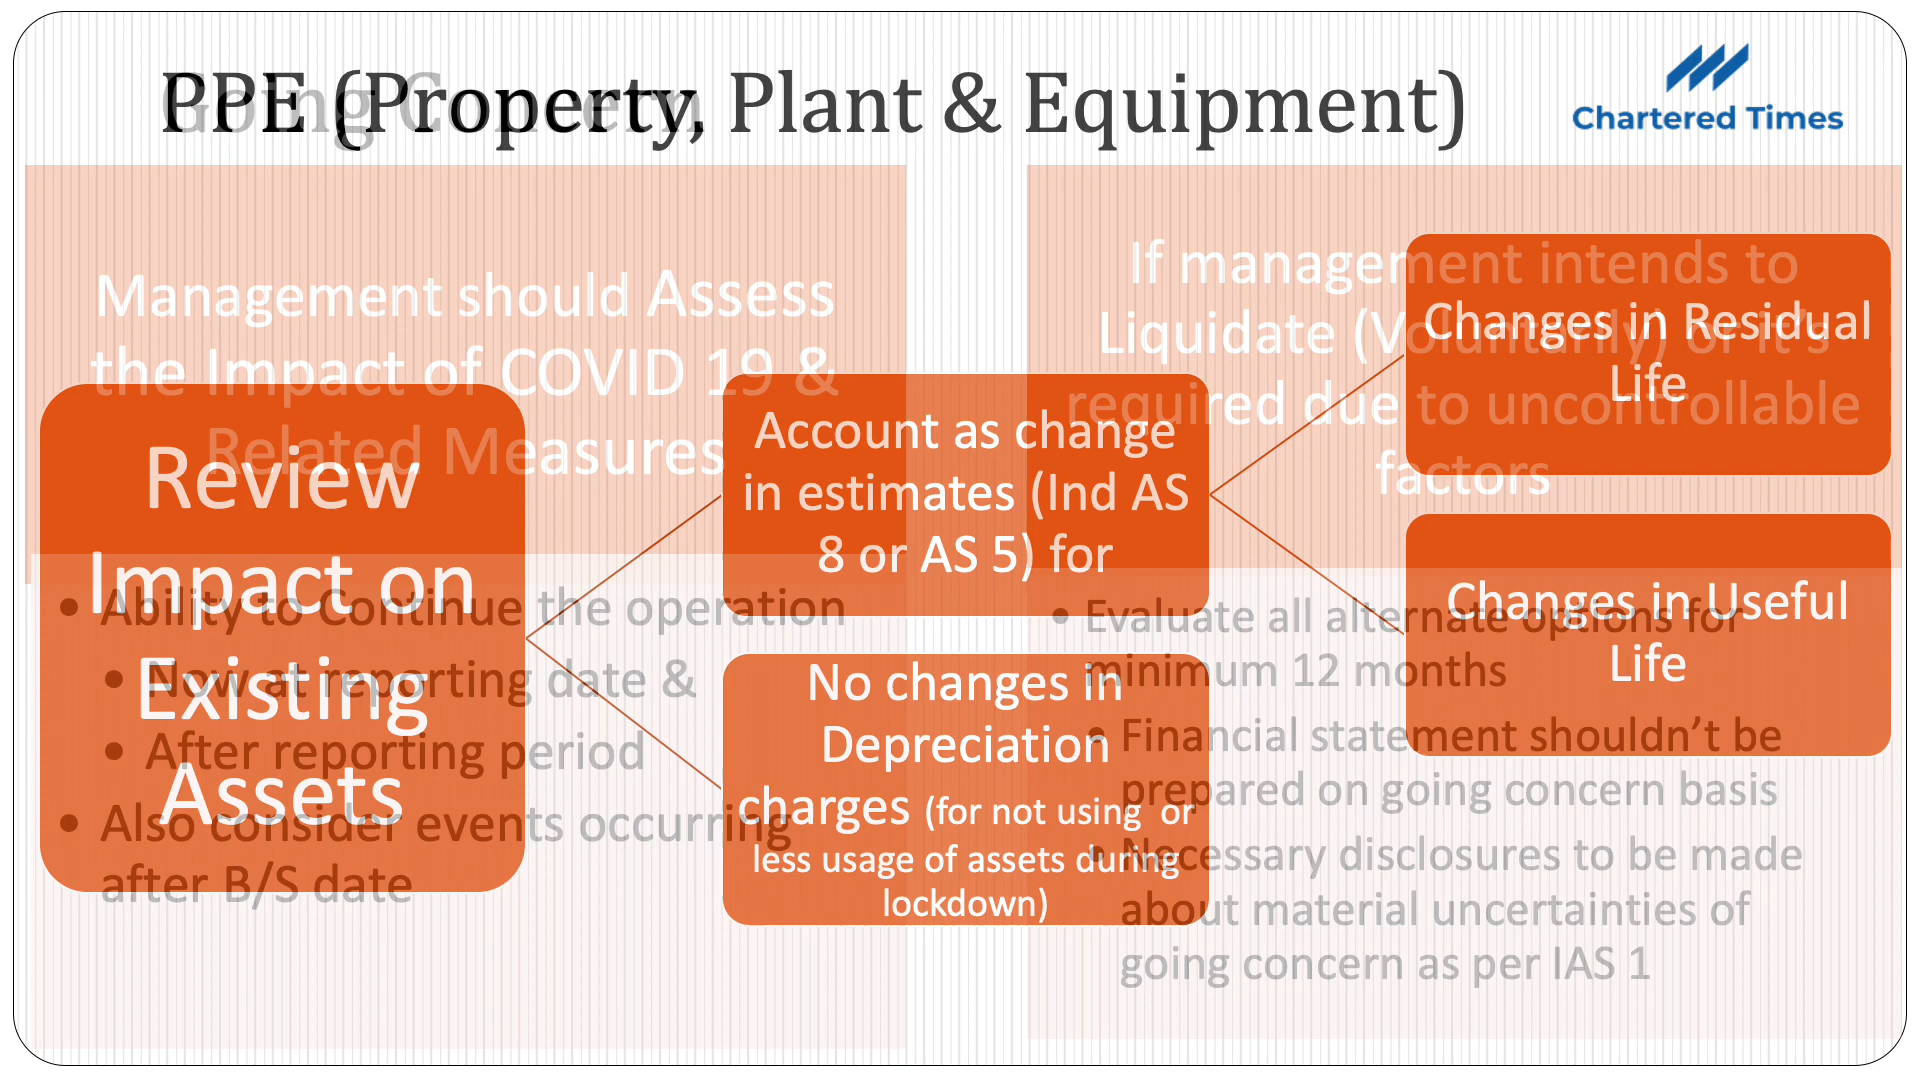 PPE (Property, Plant & Equipment)
Going Concern
Chartered Times
Review
Impact on
Existing
Assets
Account as change
in estimates (Ind AS
8 or AS 5) for
No changes in
Depreciation
charges (for not using or
less usage of assets during
lockdown)
Changes in Residual
Life
Changes in Useful
Life
Management should Assess
the Impact of COVID 19 &
Related Measures
• Ability to Continue the operation
• Now at reporting date &
• After reporting period
• Also consider events occurring
after B/S date
If management intends to
Liquidate (Voluntarily) or it's
required due to uncontrollable
factors
• Evaluate all alternate options for
minimum 12 months
• Financial statement shouldn't be
prepared on going concern basis
• Necessary disclosures to be made
about material uncertainties of
going concern as per IAS 1